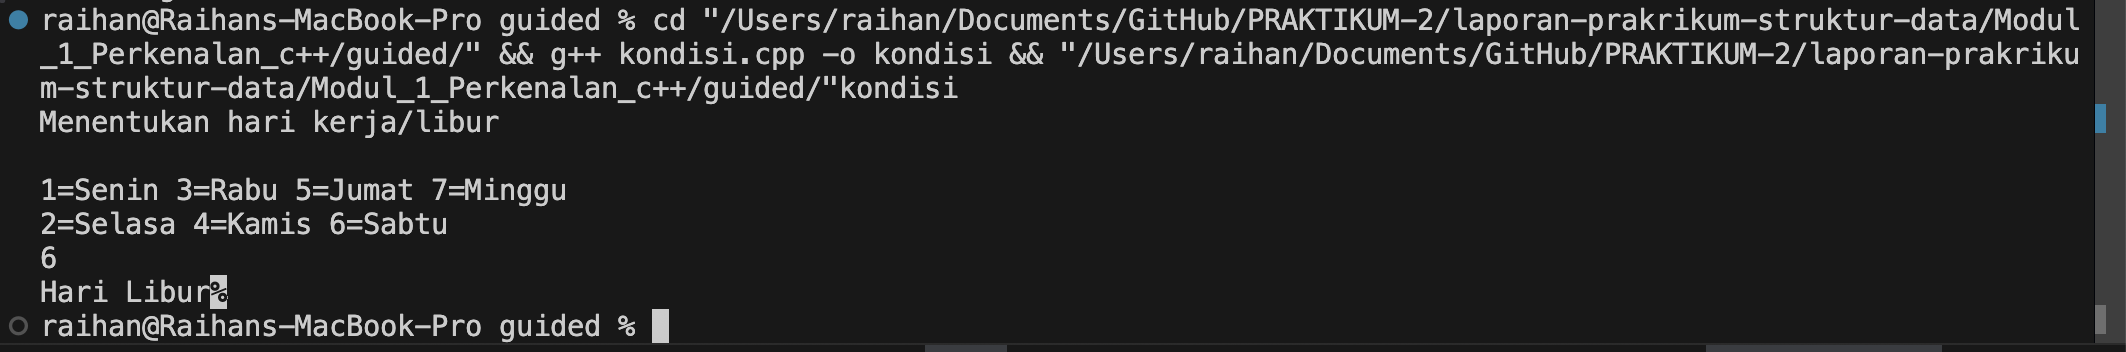 raihan@Raihans-MacBook-Pro guided % cd "/Users/raihan/Documents/GitHub/PRAKTIKUM-2/laporan-prakrikum-struktur-data/Modul
_1_Perkenalan_c++/guided/" && g++ kondisi.cpp -o kondisi && "/Users/raihan/Documents/GitHub/PRAKTIKUM-2/laporan-prakriku
m-struktur-data/Modul_1_Perkenalan_c++/guided/"kondisi
Menentukan hari kerja/libur
1=Senin 3=Rabu 5=Jumat 7=Minggu
2=Selasa 4=Kamis 6=Sabtu
6
Hari Libur%
raihan@Raihans-MacBook-Pro guided %